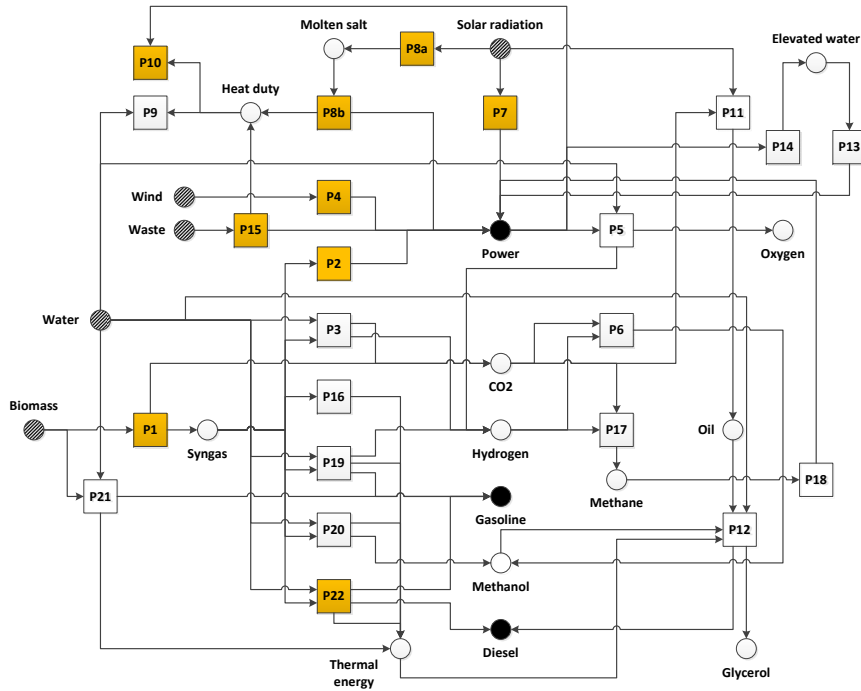 Molten salt
Solar radiation
Elevated water
P8a
P10
Heat duty
P9
P8b
P7
P11
P14
P13
Wind
P4
Waste
P15
Power
P5
Oxygen
P2
Water
P3
P6
CO2
Biomass
P16
P1
Syngas
Hydrogen
P17
Oil
P19
Methane
P18
P21
Gasoline
P20
P12
Methanol
P22
Diesel
Thermal
energy
Glycerol